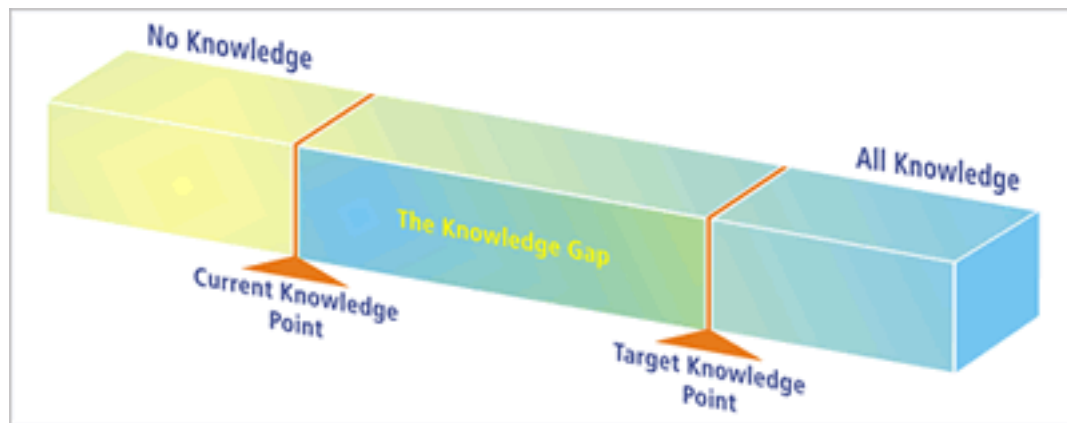 No Knowledge
All Knowledge
The Knowledge Gap
Current Knowledge
Point
Target Knowledge
Point